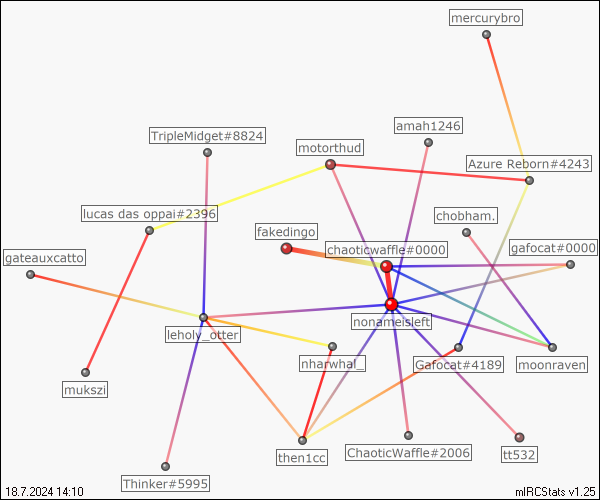 mercurybro
amah1246
TripleMidget#8824
motorthud
Azure Reborn#4243
lucas das oppai#2396
chobham.
fakedingo
chaoticwaffle#0000
gafocat#0000
gateauxcatto
nonameisleft
leholy_otter
nharwhal_
Gafocat#4189
moonraven
mukszi
then1cc
ChaoticWaffle#2006
tt532
Thinker#5995
18.7.2024 14:10
mIRCStats v1.25